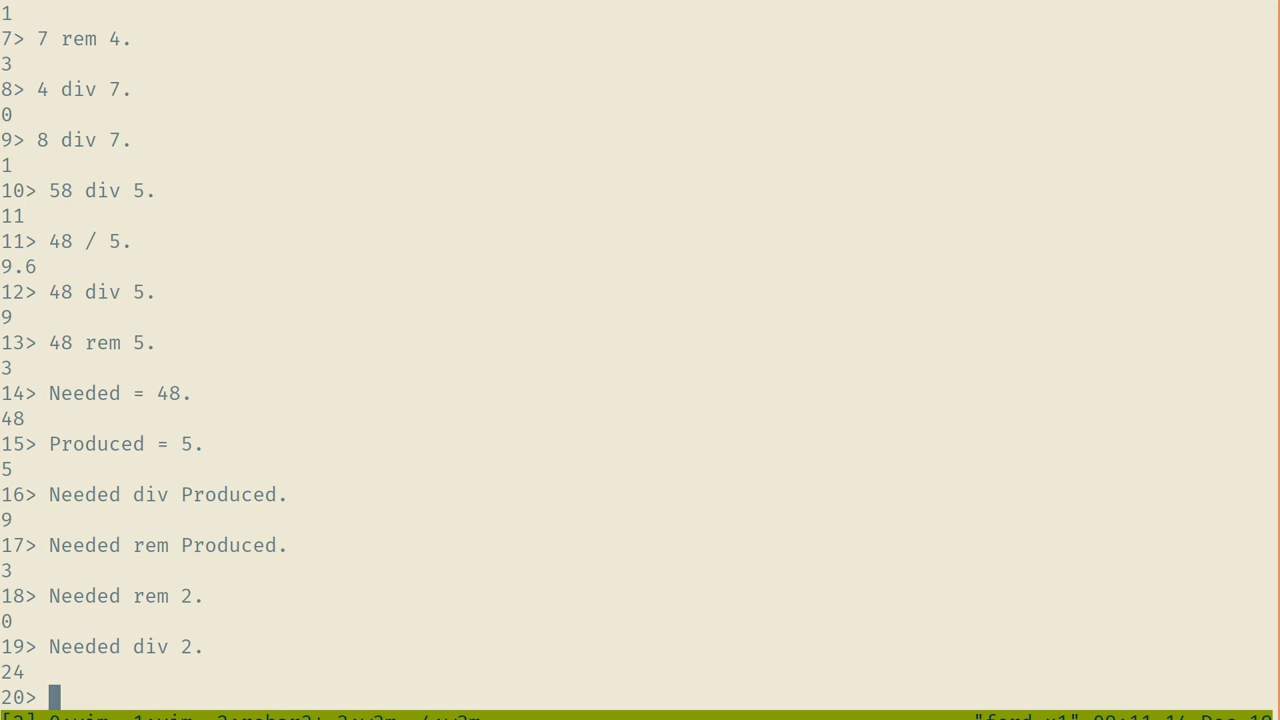 1
7> 7 rem 4.
3
8> 4 div 7.
0
9> 8 div 7.
1
10> 58 div 5.
11
11> 48 / 5.
9.6
12> 48 div 5.
9
13> 48 rem 5.
3
14> Needed = 48.
48
15> Produced = 5.
5
16> Needed div Produced.
9
17> Needed rem Produced.
3
18> Needed rem 2.
0
19> Needed div 2.
24
20>